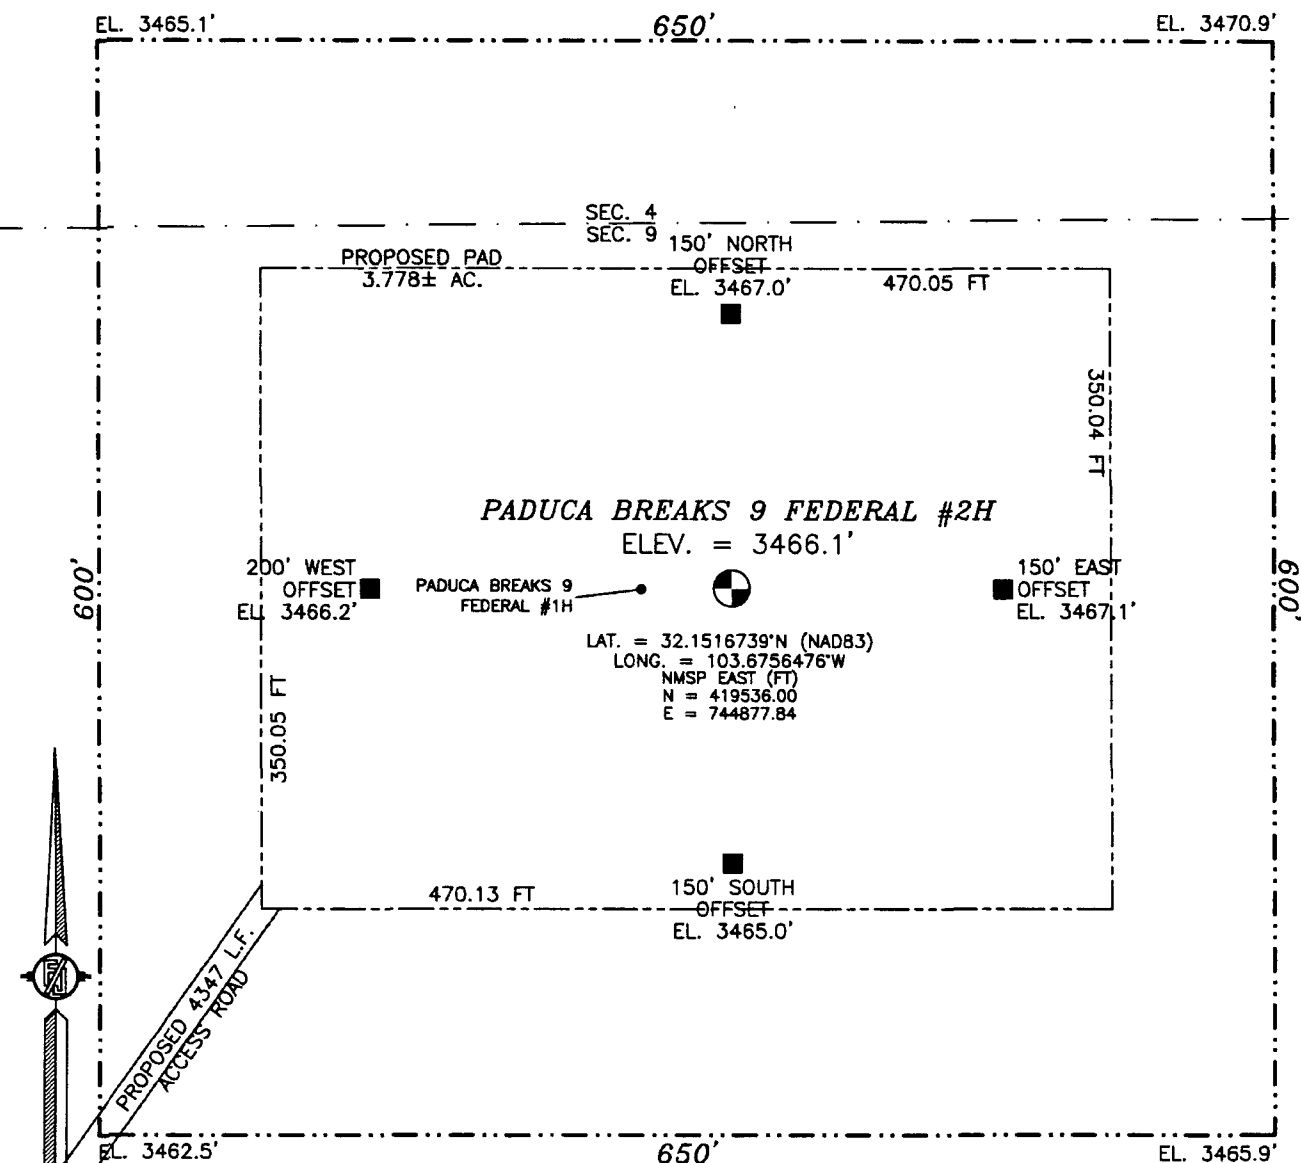 EL. 3465.1'
650'
EL. 3470.9'
SEC. 4
SEC. 9
150' NORTH
OFFSET
EL. 3467.0'
PROPOSED PAD
3.778± AC.
470.05 FT
350.04 FT
PADUCA BREAKS 9 FEDERAL #2H
ELEV. = 3466.1'
200' WEST
OFFSET
EL. 3466.2'
PADUCA BREAKS 9
FEDERAL #1H
150' EAST
OFFSET
EL. 3467.1'
600'
600'
LAT. = 32.1516739°N (NAD83)
LONG. = 103.6756476°W
NMSP EAST (FT)
N = 419536.00
E = 744877.84
350.05 FT
470.13 FT
150' SOUTH
OFFSET
EL. 3465.0'
PROPOSED 4347 L.F.
ACCESS ROAD
EL. 3462.5'
650'
EL. 3465.9'